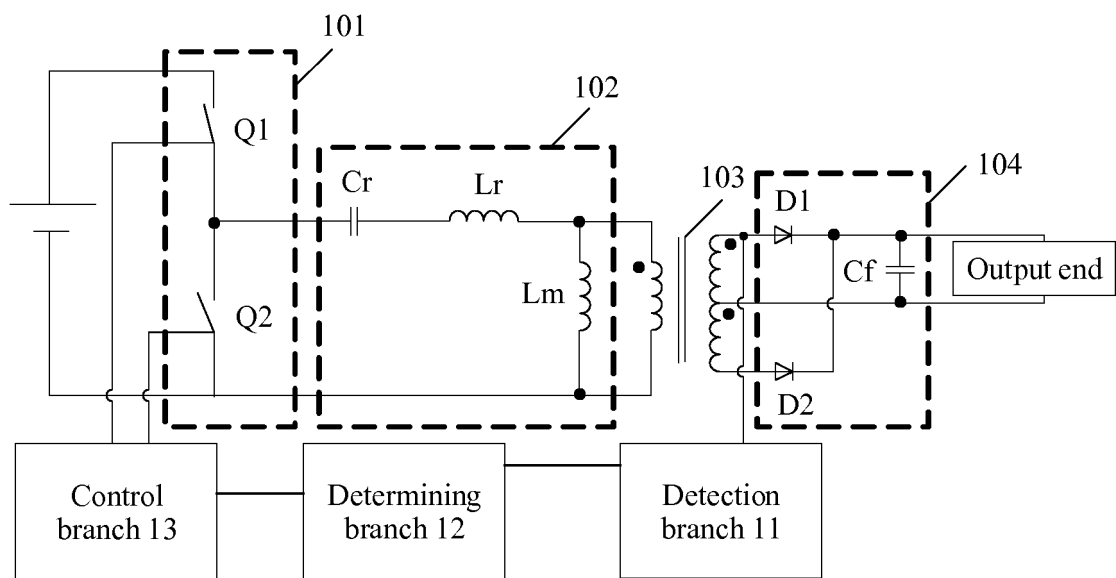 101
102
103
104
Q1
Cr
Lr
D1
Lm
Cf
Output end
Q2
D2
Control
branch 13
Determining
branch 12
Detection
branch 11